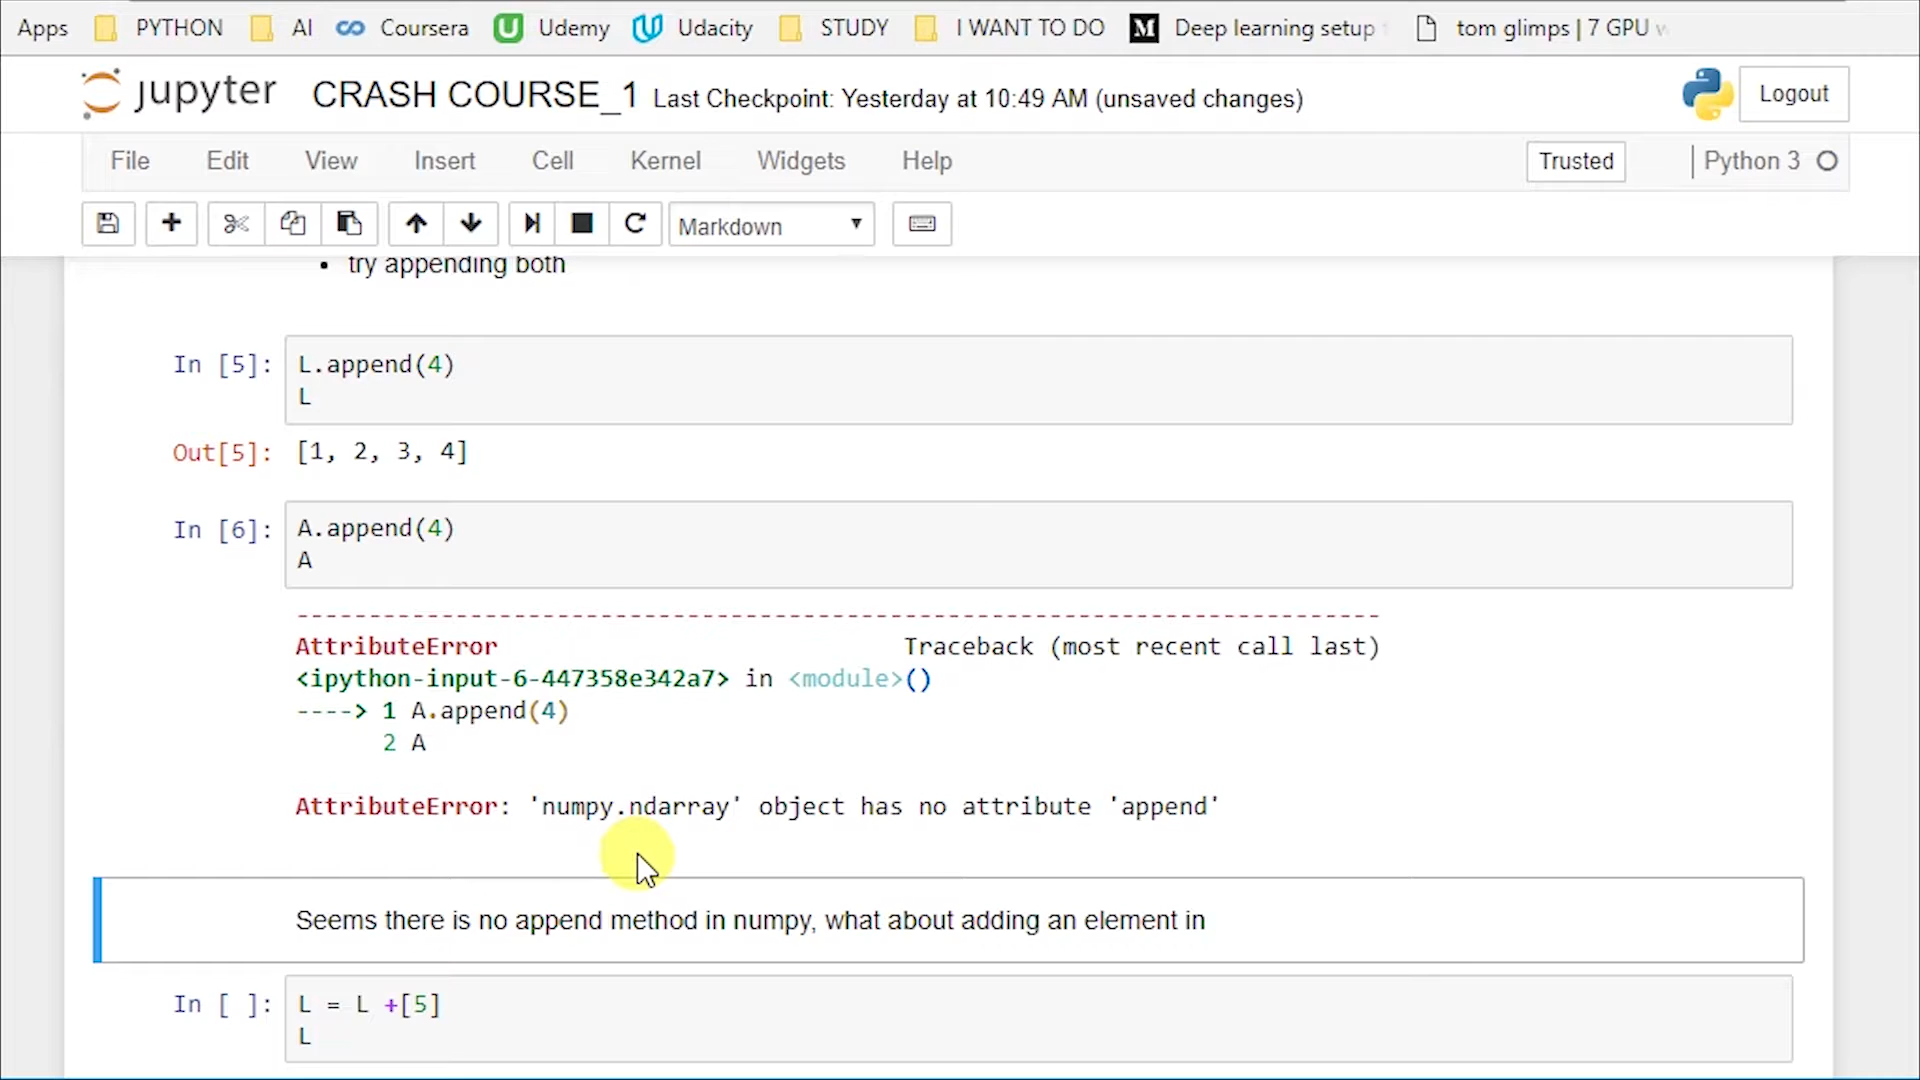 Apps PYTHON AI Coursera Udemy Udacity STUDY I WANT TO DO M Deep learning setup tom glimps | 7 GPU
jupyter CRASH COURSE_1 Last Checkpoint: Yesterday at 10:49 AM (unsaved changes) Logout
File Edit View Insert Cell Kernel Widgets Help Trusted Python 3
Markdown
• try appending both
In [5]: L.append(4)
L
Out[5]: [1, 2, 3, 4]
In [6]: A.append(4)
A
---------------------------------------------------------------------------
AttributeError Traceback (most recent call last)
<ipython-input-6-447358e342a7> in <module>()
----> 1 A.append(4)
2 A
AttributeError: 'numpy.ndarray' object has no attribute 'append'
Seems there is no append method in numpy, what about adding an element in
In [ ]: L = L +[5]
L